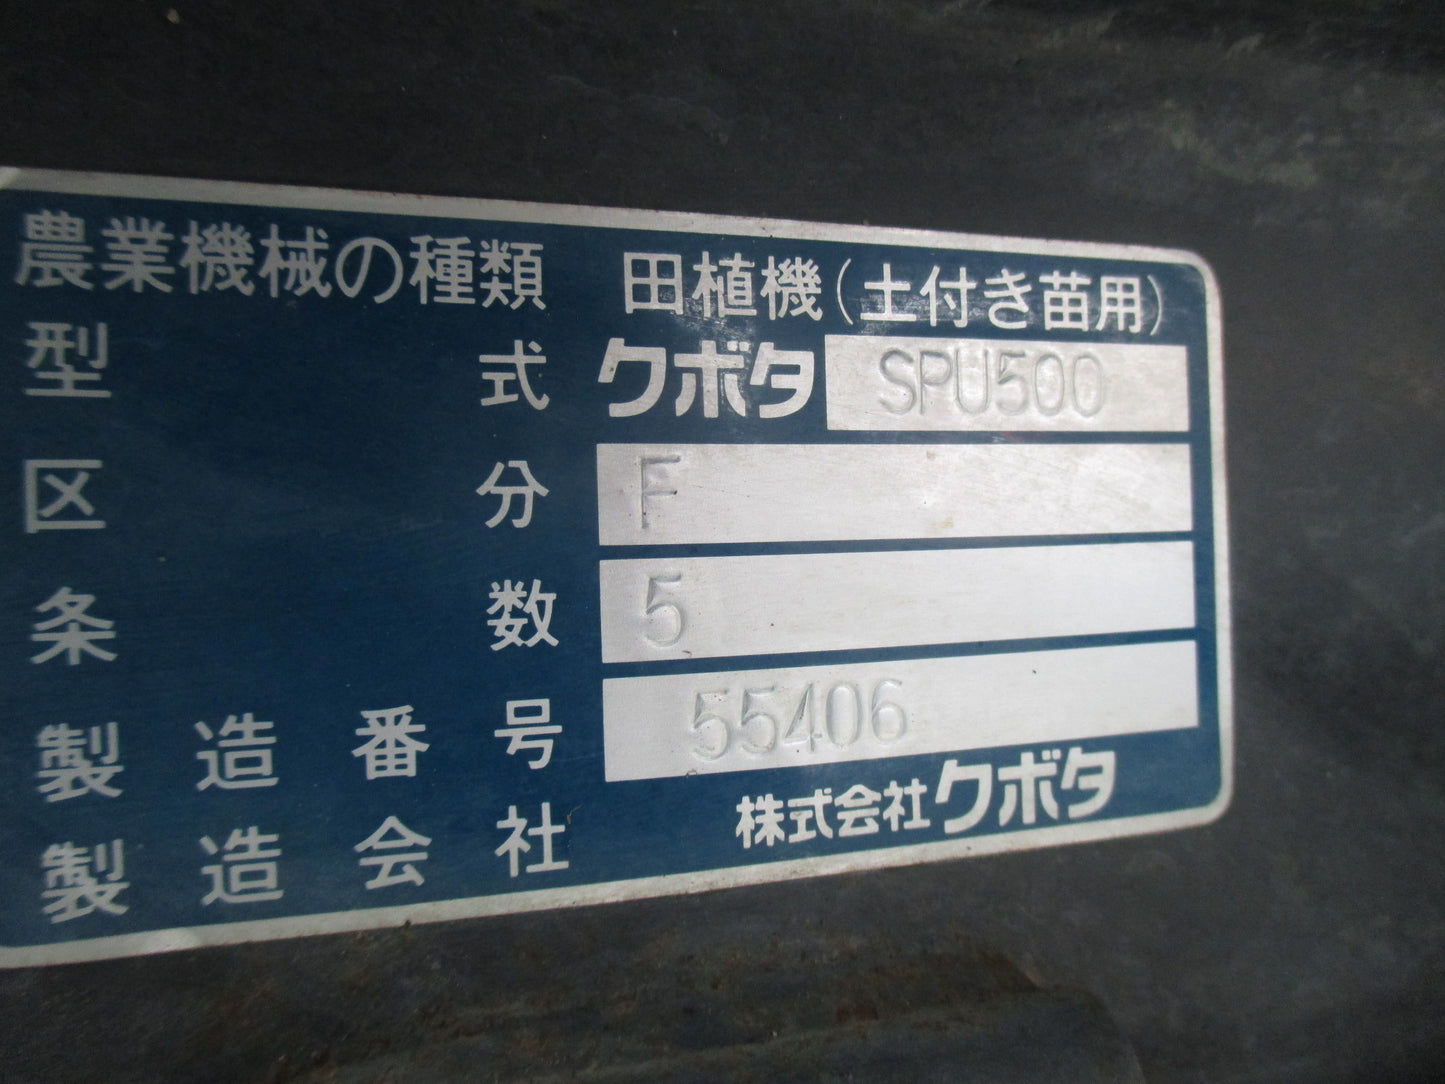 農業機械の種類 田植機(土付き苗用)
型式 クボタ SPU500
区分 F
条数 5
製造番号 55406
製造会社 株式会社クボタ